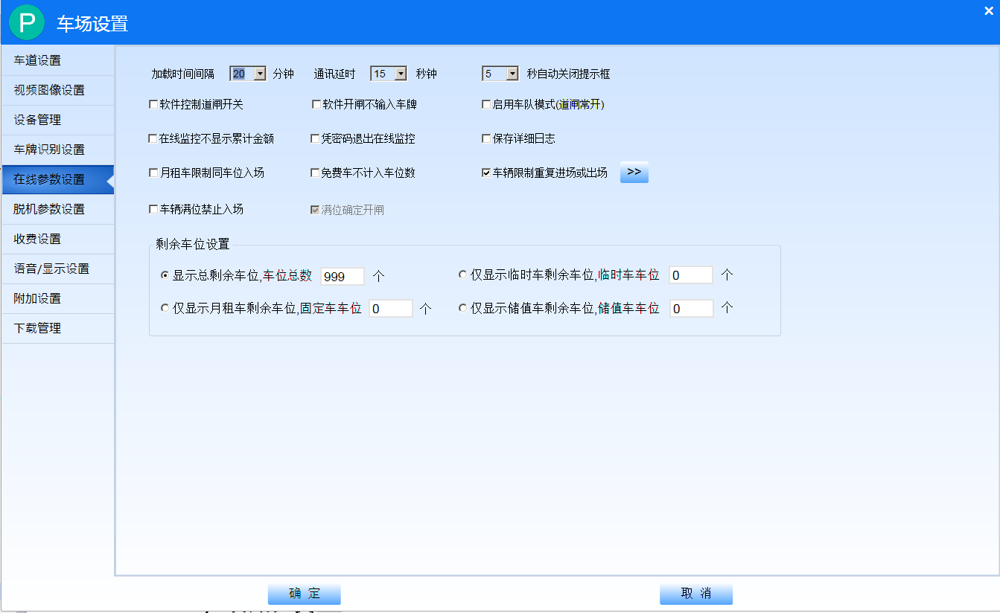 P 车场设置
车道设置
视频图像设置
设备管理
车牌识别设置
在线参数设置
脱机参数设置
收费设置
语音/显示设置
附加设置
下载管理
加载时间间隔 20 分钟 通讯延时 15 秒钟 5 秒自动关闭提示框
软件控制道闸开关 软件开闸不输入车牌 启用车队模式(道闸常开)
在线监控不显示累计金额 凭密码退出在线监控 保存详细日志
月租车限制同车位入场 免费车不计入车位数 车辆限制重复进场或出场 >>
车辆满位禁止入场 满位确定开闸
剩余车位设置
显示总剩余车位,车位总数 999 个 仅显示临时车剩余车位,临时车车位 0 个
仅显示月租车剩余车位,固定车车位 0 个 仅显示储值车剩余车位,储值车车位 0 个
确 定 取 消